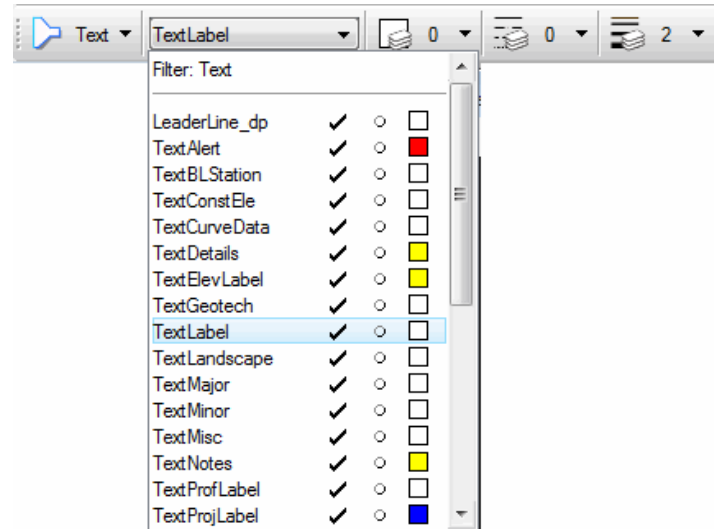 Text TextLabel 0 0 2
Filter: Text
LeaderLine_dp
TextAlert
TextBLStation
TextConstEle
TextCurveData
TextDetails
TextElevLabel
TextGeotech
TextLabel
TextLandscape
TextMajor
TextMinor
TextMisc
TextNotes
TextProfLabel
TextProjLabel